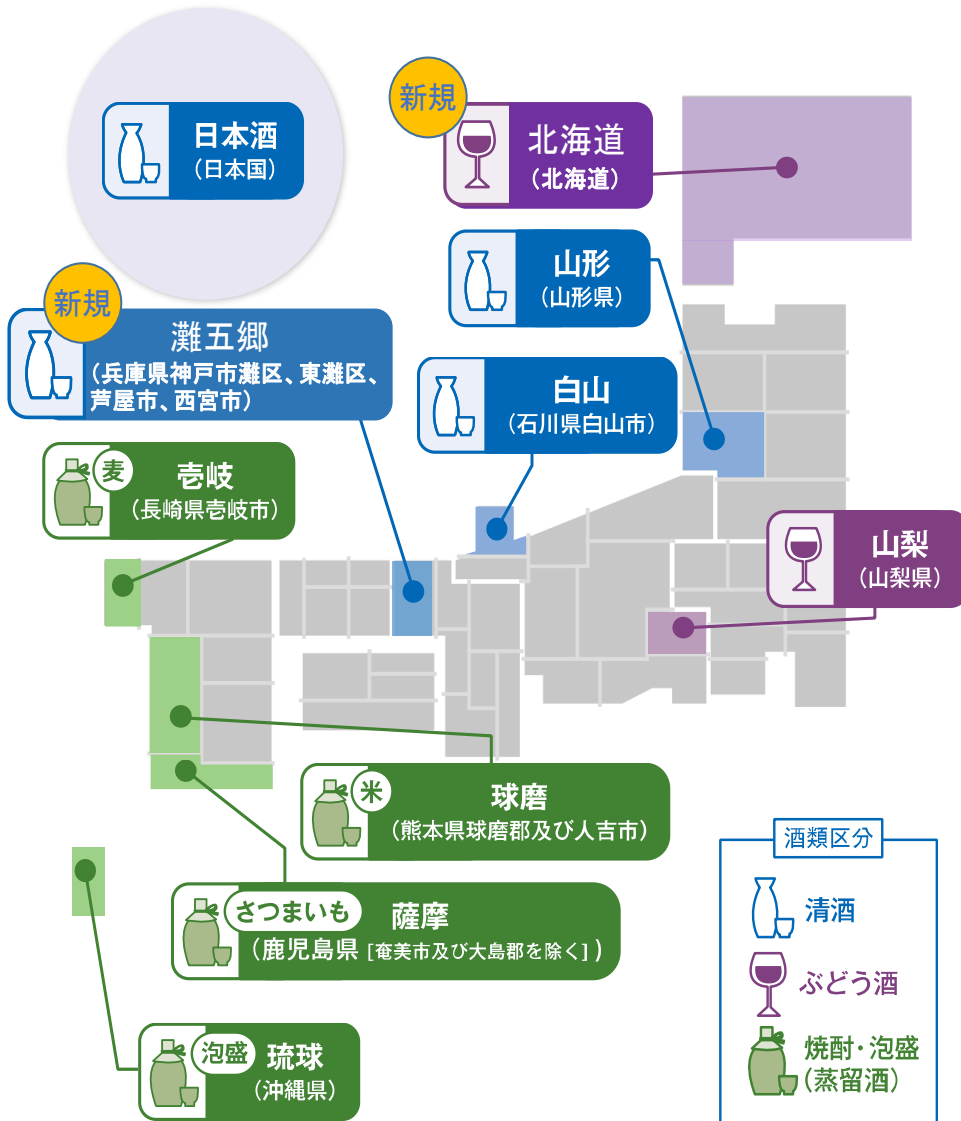 日本酒
（日本国）
新規
北海道
（北海道）
山形
（山形県）
新規
灘五郷
（兵庫県神戸市灘区、東灘区、
芦屋市、西宮市）
白山
（石川県白山市）
麦
壱岐
（長崎県壱岐市）
山梨
（山梨県）
米
球磨
（熊本県球磨郡及び人吉市）
さつまいも
薩摩
（鹿児島県 [奄美市及び大島郡を除く] ）
泡盛
琉球
（沖縄県）
酒類区分
清酒
ぶどう酒
焼酎・泡盛
（蒸留酒）